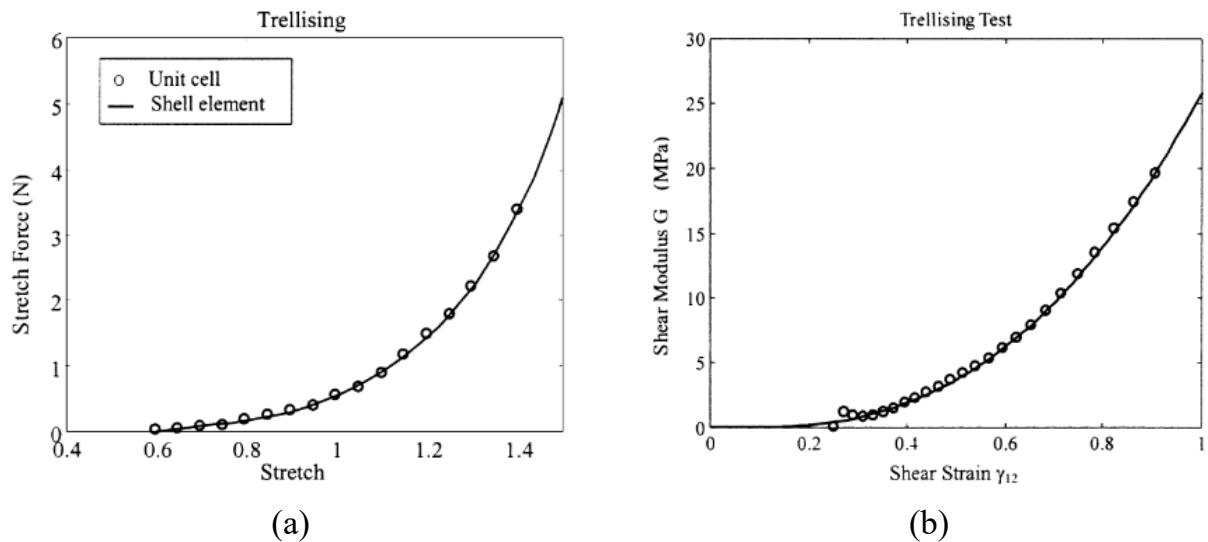 Trellising
6
5
4
3
2
1
0
Stretch Force (N)
Unit cell
Shell element
0.4
0.6
0.8
1
1.2
1.4
Stretch
(a)
Trellising Test
30
25
20
15
10
5
0
Shear Modulus G (MPa)
0
0.2
0.4
0.6
0.8
1
Shear Strain γ₁₂
(b)